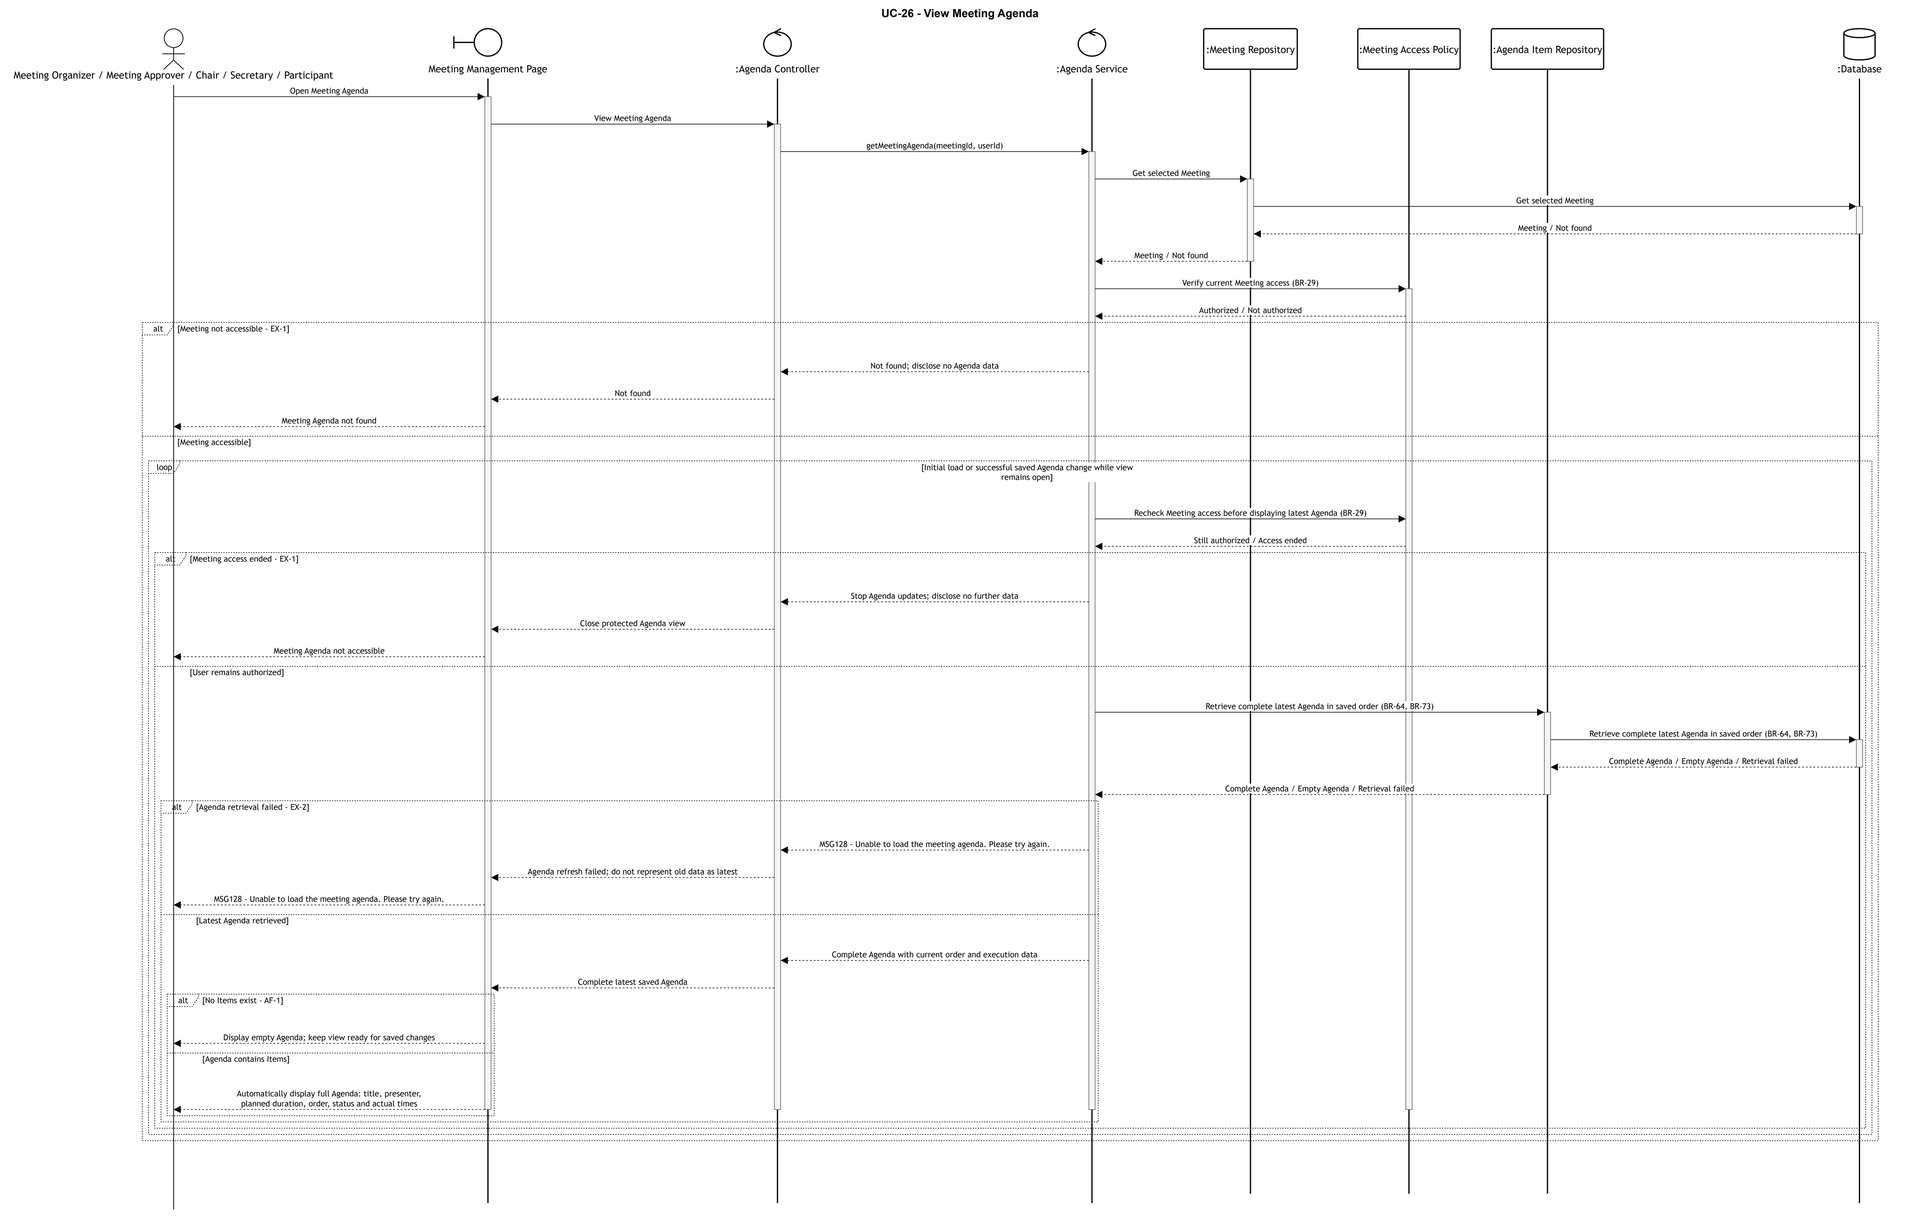 UC-26 - View Meeting Agenda
Meeting Organizer / Meeting Approver / Chair / Secretary / Participant
Meeting Management Page
:Agenda Controller
:Agenda Service
:Meeting Repository
:Meeting Access Policy
:Agenda Item Repository
:Database
Open Meeting Agenda
View Meeting Agenda
getMeetingAgenda(meetingId, userId)
Get selected Meeting
Get selected Meeting
Meeting / Not found
Meeting / Not found
Verify current Meeting access (BR-29)
Authorized / Not authorized
alt [Meeting not accessible - EX-1]
Not found; disclose no Agenda data
Not found
Meeting Agenda not found
[Meeting accessible]
loop [Initial load or successful saved Agenda change while view
remains open]
Recheck Meeting access before displaying latest Agenda (BR-29)
Still authorized / Access ended
alt [Meeting access ended - EX-1]
Stop Agenda updates; disclose no further data
Close protected Agenda view
Meeting Agenda not accessible
[User remains authorized]
Retrieve complete latest Agenda in saved order (BR-64, BR-73)
Retrieve complete latest Agenda in saved order (BR-64, BR-73)
Complete Agenda / Empty Agenda / Retrieval failed
Complete Agenda / Empty Agenda / Retrieval failed
alt [Agenda retrieval failed - EX-2]
MSG128 - Unable to load the meeting agenda. Please try again.
Agenda refresh failed; do not represent old data as latest
MSG128 - Unable to load the meeting agenda. Please try again.
[Latest Agenda retrieved]
Complete Agenda with current order and execution data
Complete latest saved Agenda
alt [No Items exist - AF-1]
Display empty Agenda; keep view ready for saved changes
[Agenda contains Items]
Automatically display full Agenda: title, presenter,
planned duration, order, status and actual times